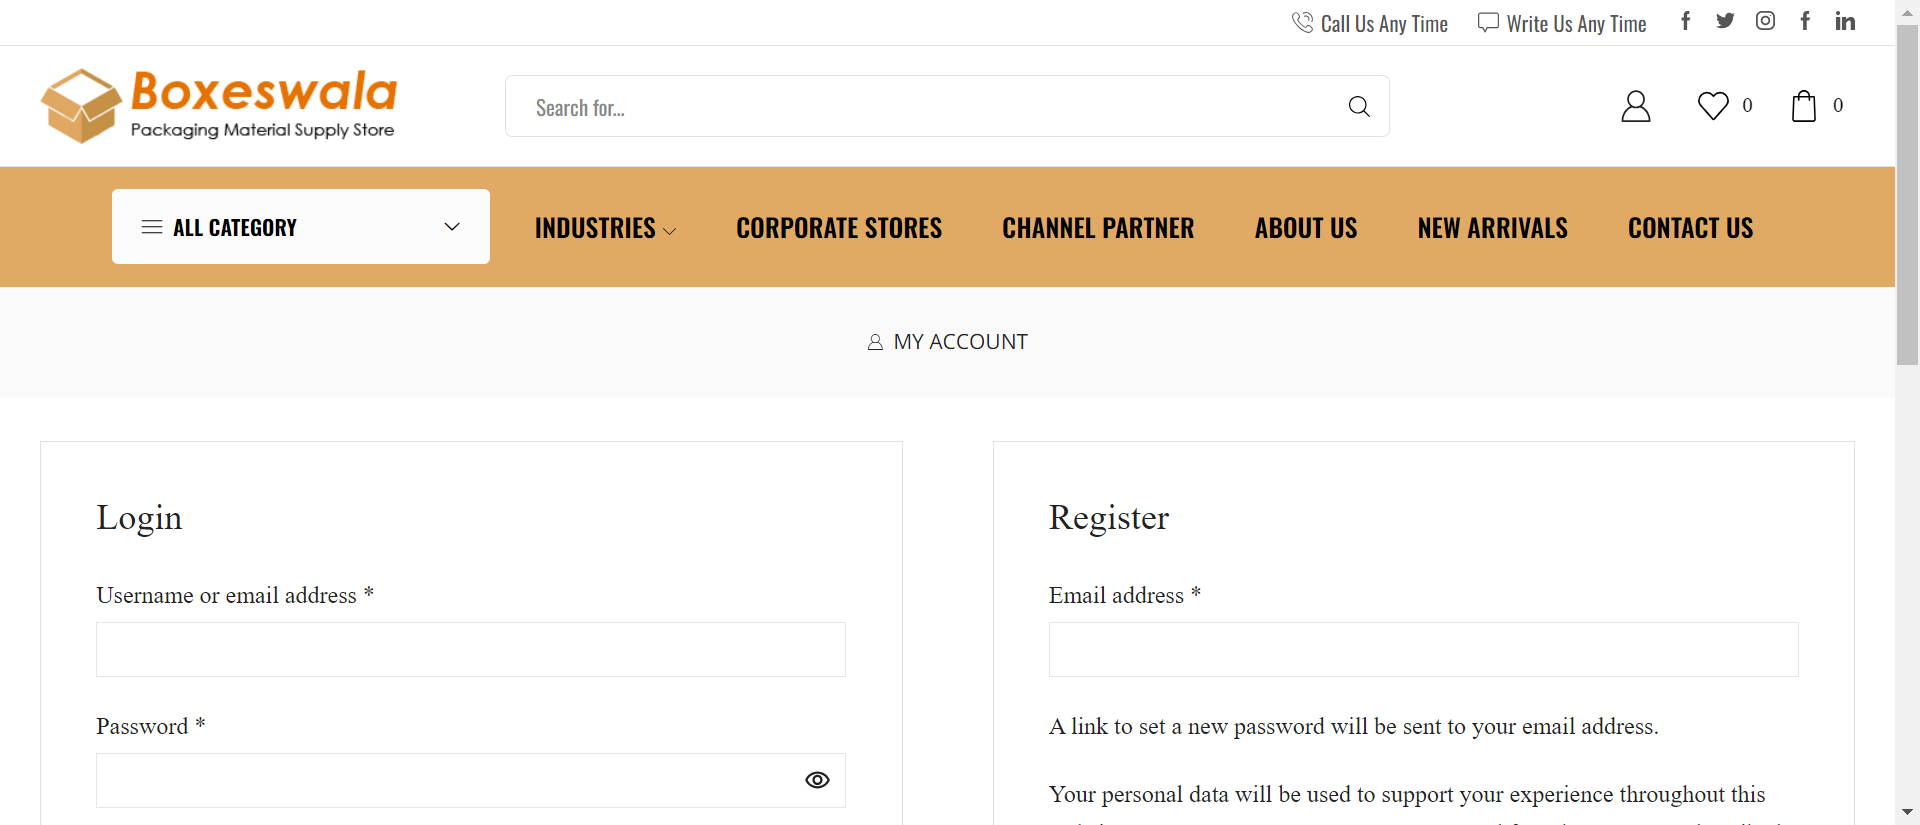 Call Us Any Time
Write Us Any Time
Boxeswala
Packaging Material Supply Store
Search for...
0
0
ALL CATEGORY
INDUSTRIES
CORPORATE STORES
CHANNEL PARTNER
ABOUT US
NEW ARRIVALS
CONTACT US
MY ACCOUNT
Login
Username or email address *
Password *
Register
Email address *
A link to set a new password will be sent to your email address.
Your personal data will be used to support your experience throughout this